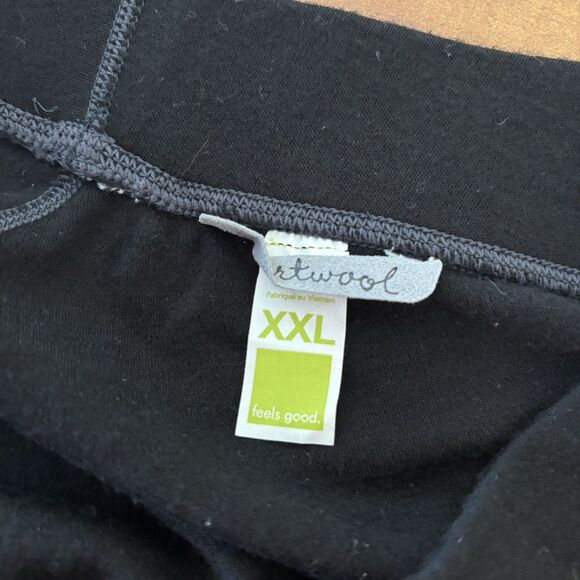 rtwool
Fabriqué au Vietnam
XXL
feels good.